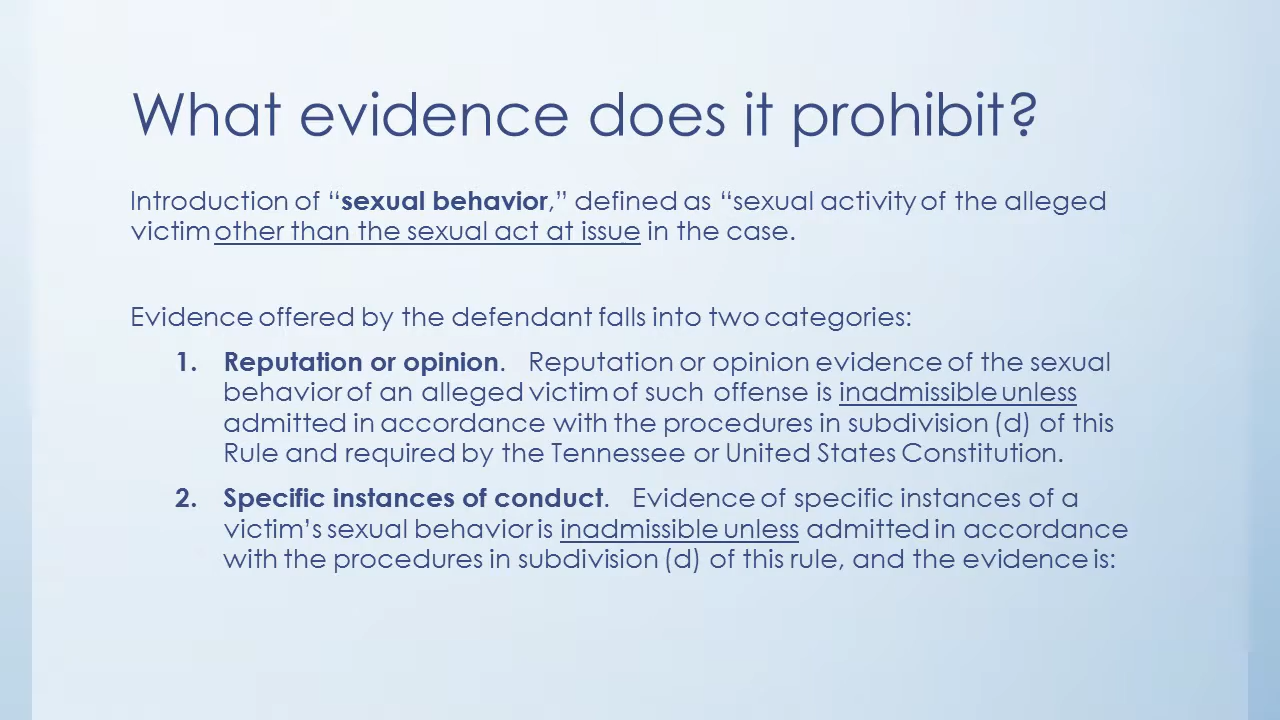 What evidence does it prohibit?
Introduction of “sexual behavior,” defined as “sexual activity of the alleged
victim other than the sexual act at issue in the case.
Evidence offered by the defendant falls into two categories:
1. Reputation or opinion. Reputation or opinion evidence of the sexual
behavior of an alleged victim of such offense is inadmissible unless
admitted in accordance with the procedures in subdivision (d) of this
Rule and required by the Tennessee or United States Constitution.
2. Specific instances of conduct. Evidence of specific instances of a
victim’s sexual behavior is inadmissible unless admitted in accordance
with the procedures in subdivision (d) of this rule, and the evidence is: